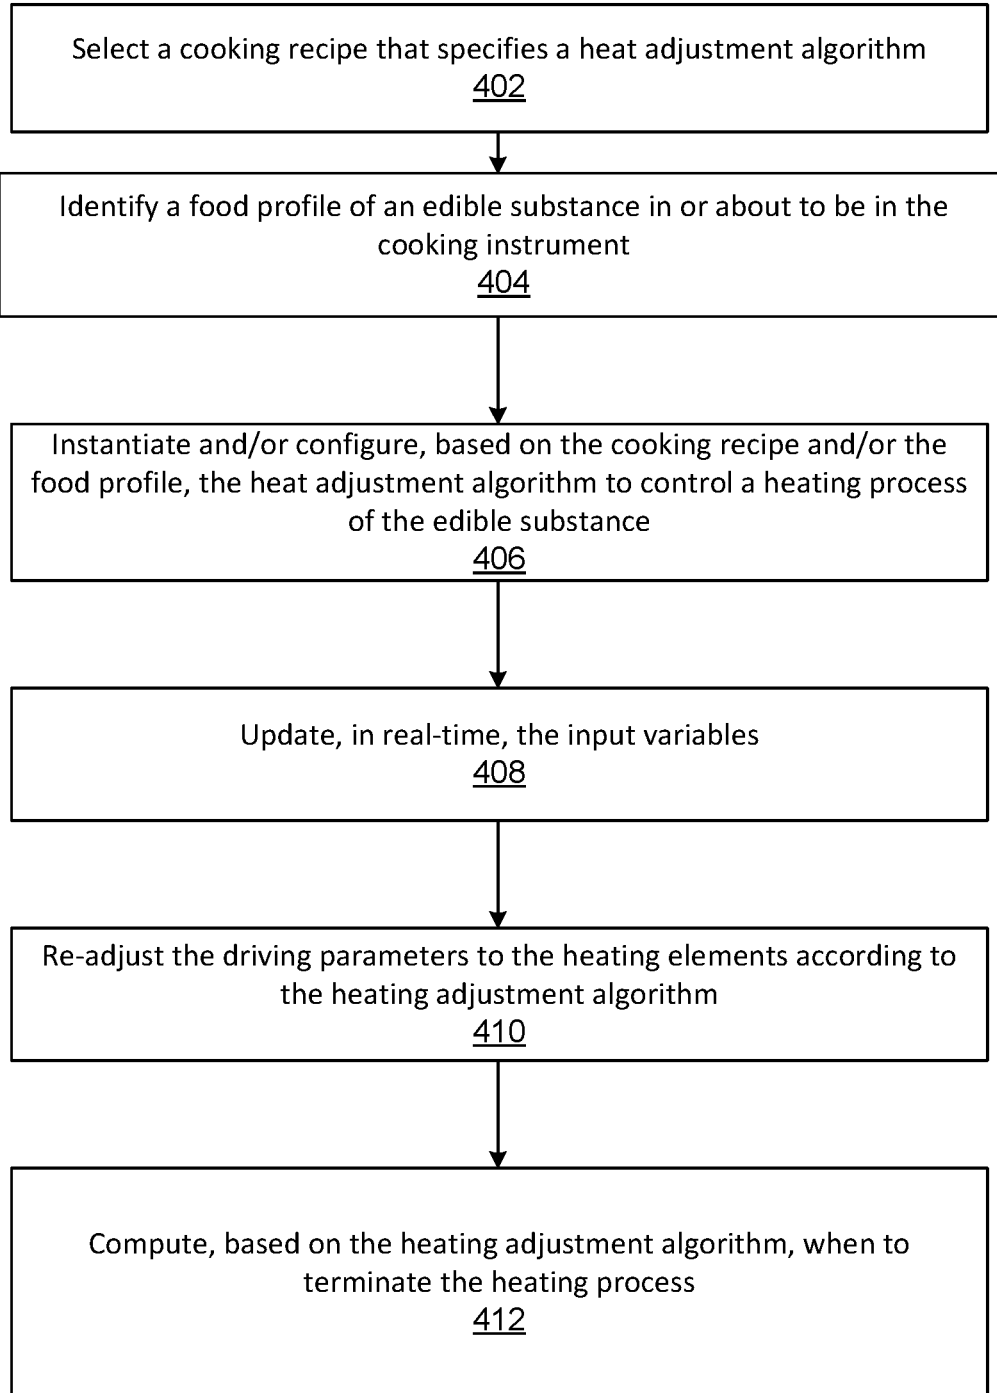 Select a cooking recipe that specifies a heat adjustment algorithm
402
Identify a food profile of an edible substance in or about to be in the
cooking instrument
404
Instantiate and/or configure, based on the cooking recipe and/or the
food profile, the heat adjustment algorithm to control a heating process
of the edible substance
406
Update, in real-time, the input variables
408
Re-adjust the driving parameters to the heating elements according to
the heating adjustment algorithm
410
Compute, based on the heating adjustment algorithm, when to
terminate the heating process
412